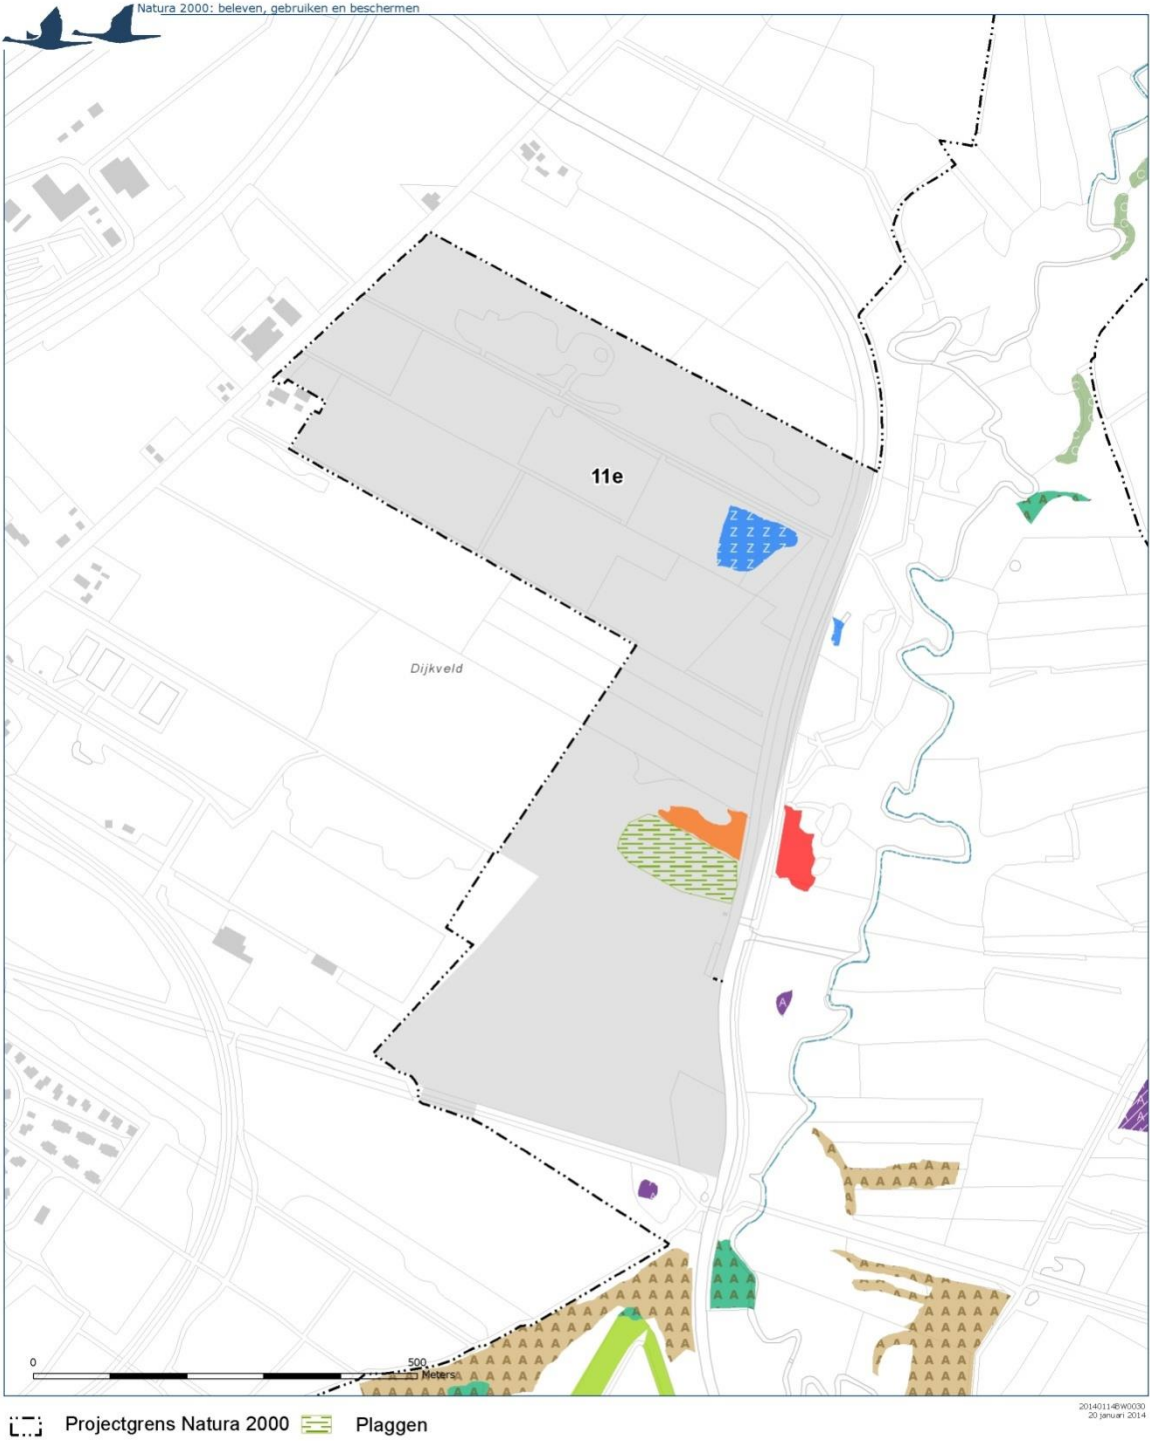 Natura 2000: beleven, gebruiken en beschermen
11e
Dijkveld
0
500
Meters
20140114BW0030
20 januari 2014
Projectgrens Natura 2000
Plaggen